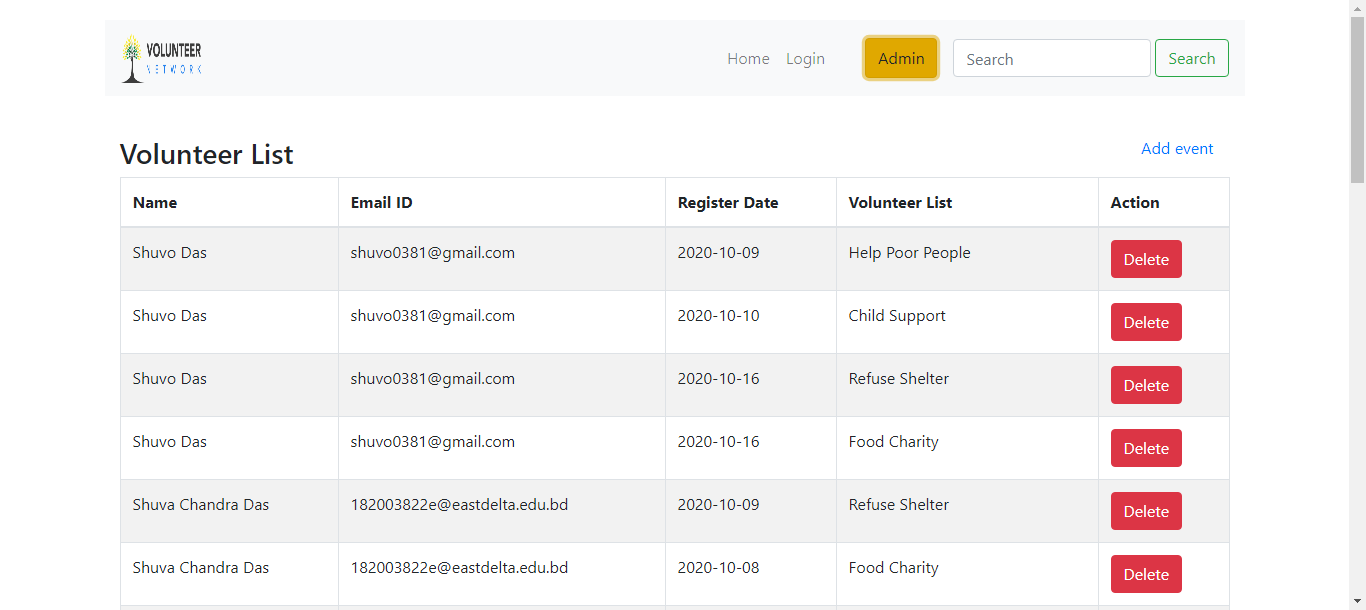 VOLUNTEER
NETWORK
Home Login Admin Search Search
Volunteer List
Add event
Name Email ID Register Date Volunteer List Action
Shuvo Das shuvo0381@gmail.com 2020-10-09 Help Poor People Delete
Shuvo Das shuvo0381@gmail.com 2020-10-10 Child Support Delete
Shuvo Das shuvo0381@gmail.com 2020-10-16 Refuse Shelter Delete
Shuvo Das shuvo0381@gmail.com 2020-10-16 Food Charity Delete
Shuva Chandra Das 182003822e@eastdelta.edu.bd 2020-10-09 Refuse Shelter Delete
Shuva Chandra Das 182003822e@eastdelta.edu.bd 2020-10-08 Food Charity Delete